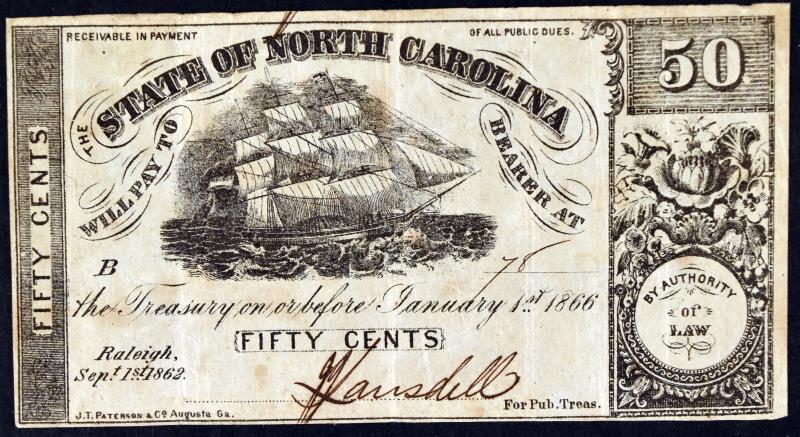 RECEIVABLE IN PAYMENT OF ALL PUBLIC DUES.
THE STATE OF NORTH CAROLINA
WILL PAY TO BEARER AT
50
FIFTY CENTS
B 78
the Treasury on or before January 1st 1866
FIFTY CENTS
Raleigh,
Sept. 1st 1862.
For Pub. Treas.
J.T. PATERSON & Co Augusta Ga.
BY AUTHORITY
of
LAW